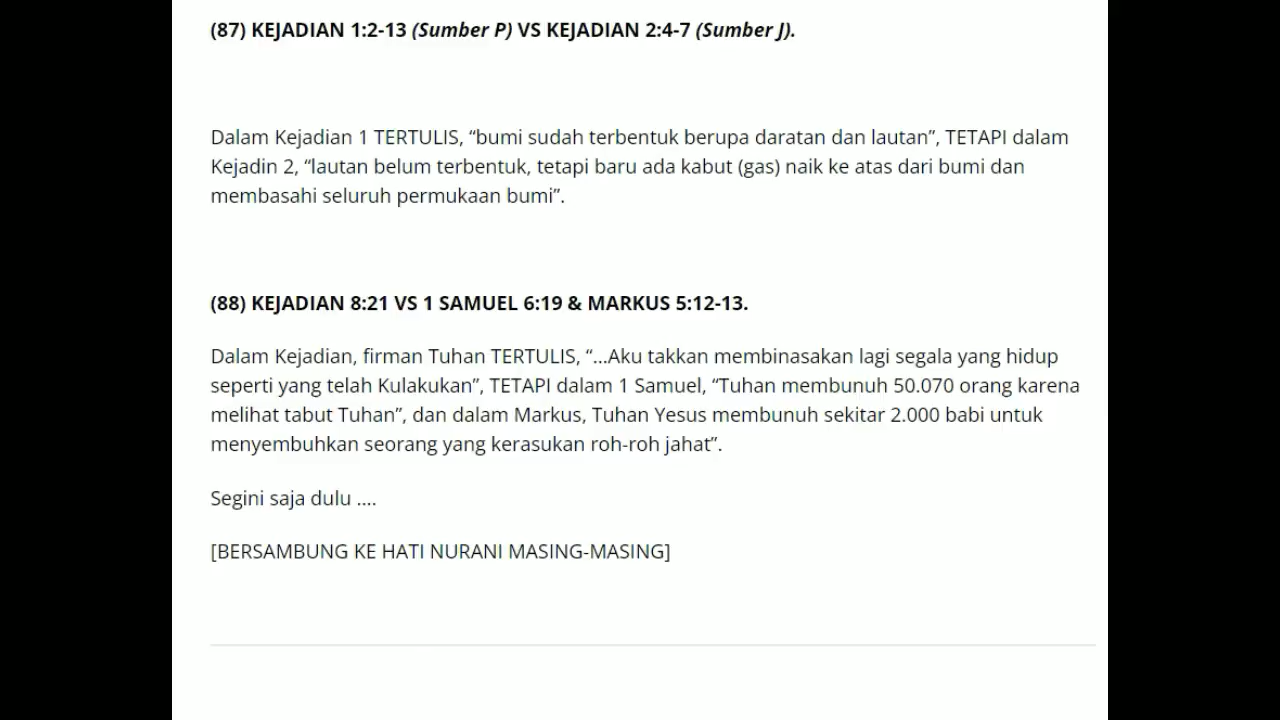 (87) KEJADIAN 1:2-13 (Sumber P) VS KEJADIAN 2:4-7 (Sumber J).
Dalam Kejadian 1 TERTULIS, “bumi sudah terbentuk berupa daratan dan lautan”, TETAPI dalam
Kejadin 2, “lautan belum terbentuk, tetapi baru ada kabut (gas) naik ke atas dari bumi dan
membasahi seluruh permukaan bumi”.
(88) KEJADIAN 8:21 VS 1 SAMUEL 6:19 & MARKUS 5:12-13.
Dalam Kejadian, firman Tuhan TERTULIS, “...Aku takkan membinasakan lagi segala yang hidup
seperti yang telah Kulakukan”, TETAPI dalam 1 Samuel, “Tuhan membunuh 50.070 orang karena
melihat tabut Tuhan”, dan dalam Markus, Tuhan Yesus membunuh sekitar 2.000 babi untuk
menyembuhkan seorang yang kerasukan roh-roh jahat”.
Segini saja dulu ....
[BERSAMBUNG KE HATI NURANI MASING-MASING]